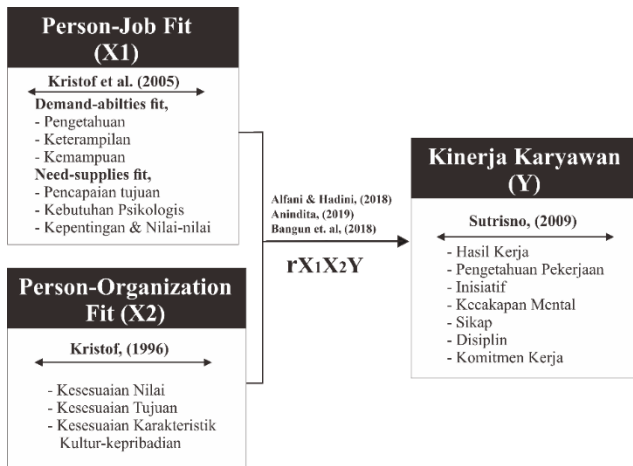 Person-Job Fit
(X1)
Kristof et al. (2005)
Demand-abilties fit,
- Pengetahuan
- Keterampilan
- Kemampuan
Need-supplies fit,
- Pencapaian tujuan
- Kebutuhan Psikologis
- Kepentingan & Nilai-nilai
Person-Organization
Fit (X2)
Kristof, (1996)
- Kesesuaian Nilai
- Kesesuaian Tujuan
- Kesesuaian Karakteristik
Kultur-kepribadian
Alfani & Hadini, (2018)
Anindita, (2019)
Bangun et. al, (2018)
rX1X2Y
Kinerja Karyawan
(Y)
Sutrisno, (2009)
- Hasil Kerja
- Pengetahuan Pekerjaan
- Inisiatif
- Kecakapan Mental
- Sikap
- Disiplin
- Komitmen Kerja